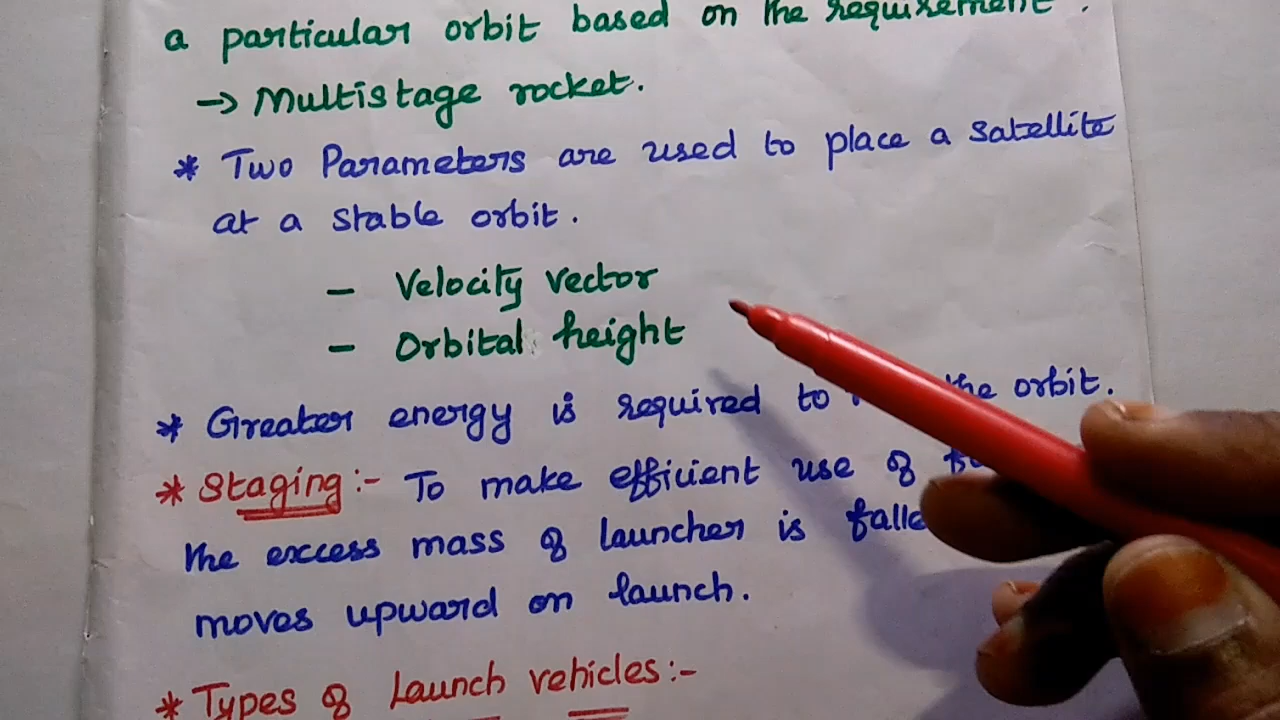 a particular orbit based on the requirement.
→ Multistage rocket.
* Two Parameters are used to place a satellite
at a stable orbit.
- Velocity vector
- Orbital height
* Greater energy is required to the orbit.
* Staging :- To make efficient use of
the excess mass of launcher is
moves upward on launch.
* Types of Launch vehicles :-